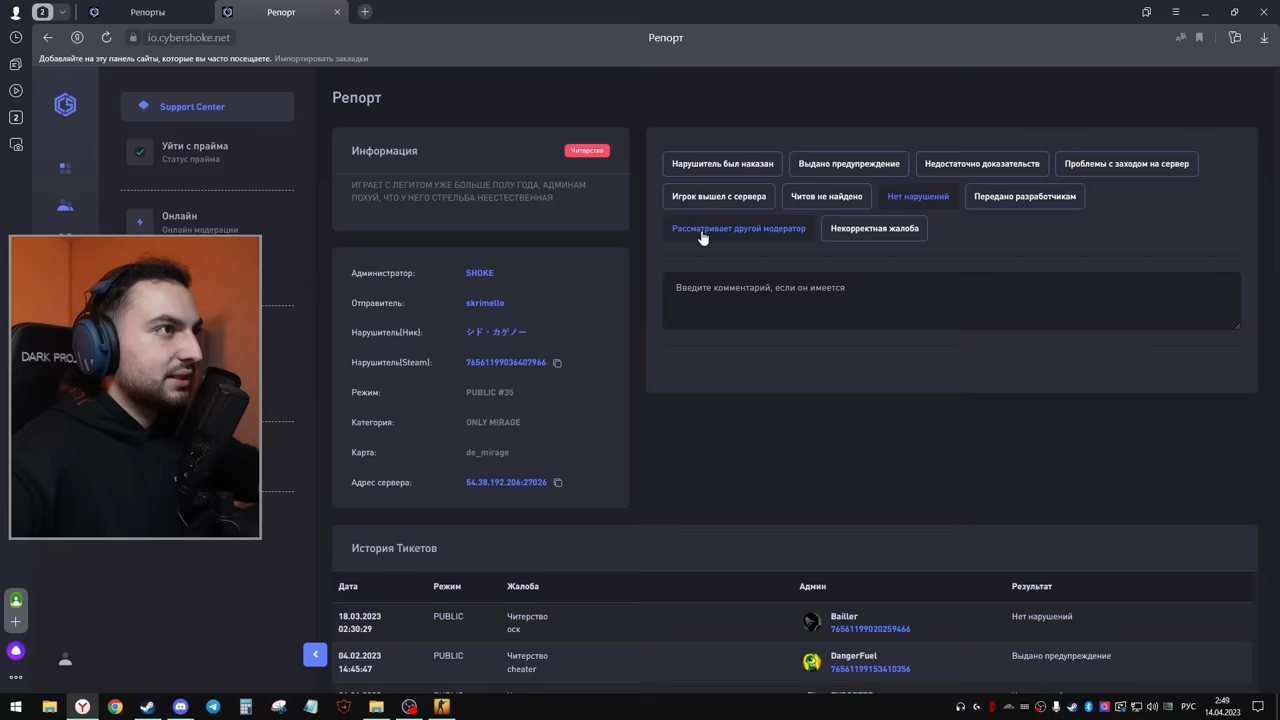 2
Репорты
Репорт
io.cybershoke.net
Репорт
Добавляйте на эту панель сайты, которые вы часто посещаете. Импортировать закладки
2
Support Center
Уйти с прайма
Статус прайма
Онлайн
Онлайн модерации
DARK PRO
Репорт
Информация
Читерство
ИГРАЕТ С ЛЕГИТОМ УЖЕ БОЛЬШЕ ПОЛУ ГОДА, АДМИНАМ
ПОХУЙ, ЧТО У НЕГО СТРЕЛЬБА НЕЕСТЕСТВЕННАЯ
Администратор: SHOKE
Отправитель: skrimello
Нарушитель(Ник): シド・カゲノー
Нарушитель(Steam): 76561199036407966
Режим: PUBLIC #35
Категория: ONLY MIRAGE
Карта: de_mirage
Адрес сервера: 54.38.192.206:27026
Нарушитель был наказан Выдано предупреждение Недостаточно доказательств Проблемы с заходом на сервер
Игрок вышел с сервера Читов не найдено Нет нарушений Передано разработчикам
Рассматривает другой модератор Некорректная жалоба
Введите комментарий, если он имеется
История Тикетов
Дата Режим Жалоба Админ Результат
18.03.2023 PUBLIC Читерство Bailler Нет нарушений
02:30:29 оск 76561199020259466
04.02.2023 PUBLIC Читерство DangerFuel Выдано предупреждение
14:45:47 cheater 76561199153410356
РУС
2:49
14.04.2023